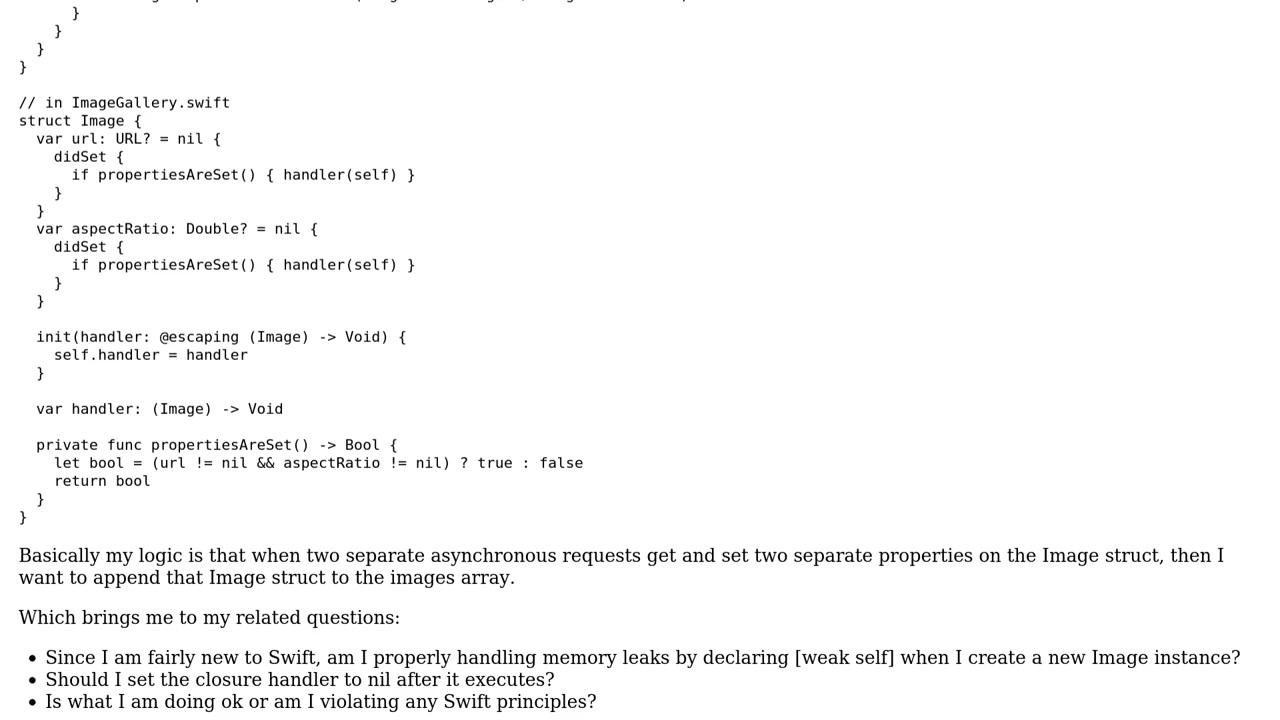 }
    }
  }
}

// in ImageGallery.swift
struct Image {
  var url: URL? = nil {
    didSet {
      if propertiesAreSet() { handler(self) }
    }
  }
  var aspectRatio: Double? = nil {
    didSet {
      if propertiesAreSet() { handler(self) }
    }
  }

  init(handler: @escaping (Image) -> Void) {
    self.handler = handler
  }

  var handler: (Image) -> Void

  private func propertiesAreSet() -> Bool {
    let bool = (url != nil && aspectRatio != nil) ? true : false
    return bool
  }
}

Basically my logic is that when two separate asynchronous requests get and set two separate properties on the Image struct, then I
want to append that Image struct to the images array.

Which brings me to my related questions:

• Since I am fairly new to Swift, am I properly handling memory leaks by declaring [weak self] when I create a new Image instance?
• Should I set the closure handler to nil after it executes?
• Is what I am doing ok or am I violating any Swift principles?